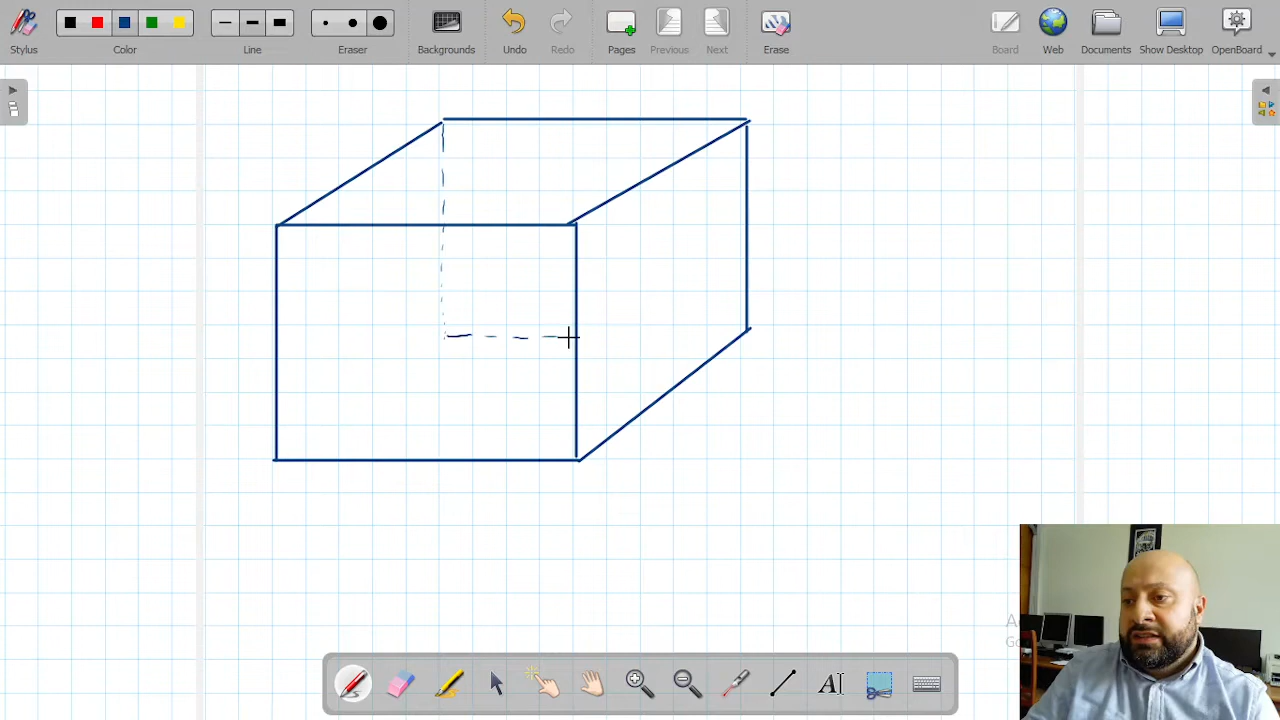 Stylus
Color
Line
Eraser
Backgrounds
Undo
Redo
Pages
Previous
Next
Erase
Board
Web
Documents
Show Desktop
OpenBoard
A